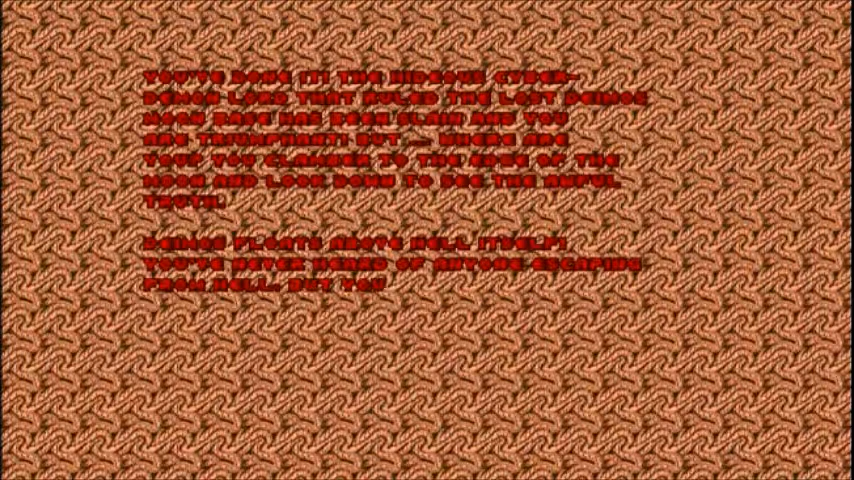 YOU'VE DONE IT! THE HIDEOUS CYBER-
DEMON LORD THAT RULED THE LOST DEIMOS
MOON BASE HAS BEEN SLAIN AND YOU
ARE TRIUMPHANT! BUT ... WHERE ARE
YOU? YOU CLAMBER TO THE EDGE OF THE
MOON AND LOOK DOWN TO SEE THE AWFUL
TRUTH.
DEIMOS FLOATS ABOVE HELL ITSELF!
YOU'VE NEVER HEARD OF ANYONE ESCAPING
FROM HELL, BUT YOU